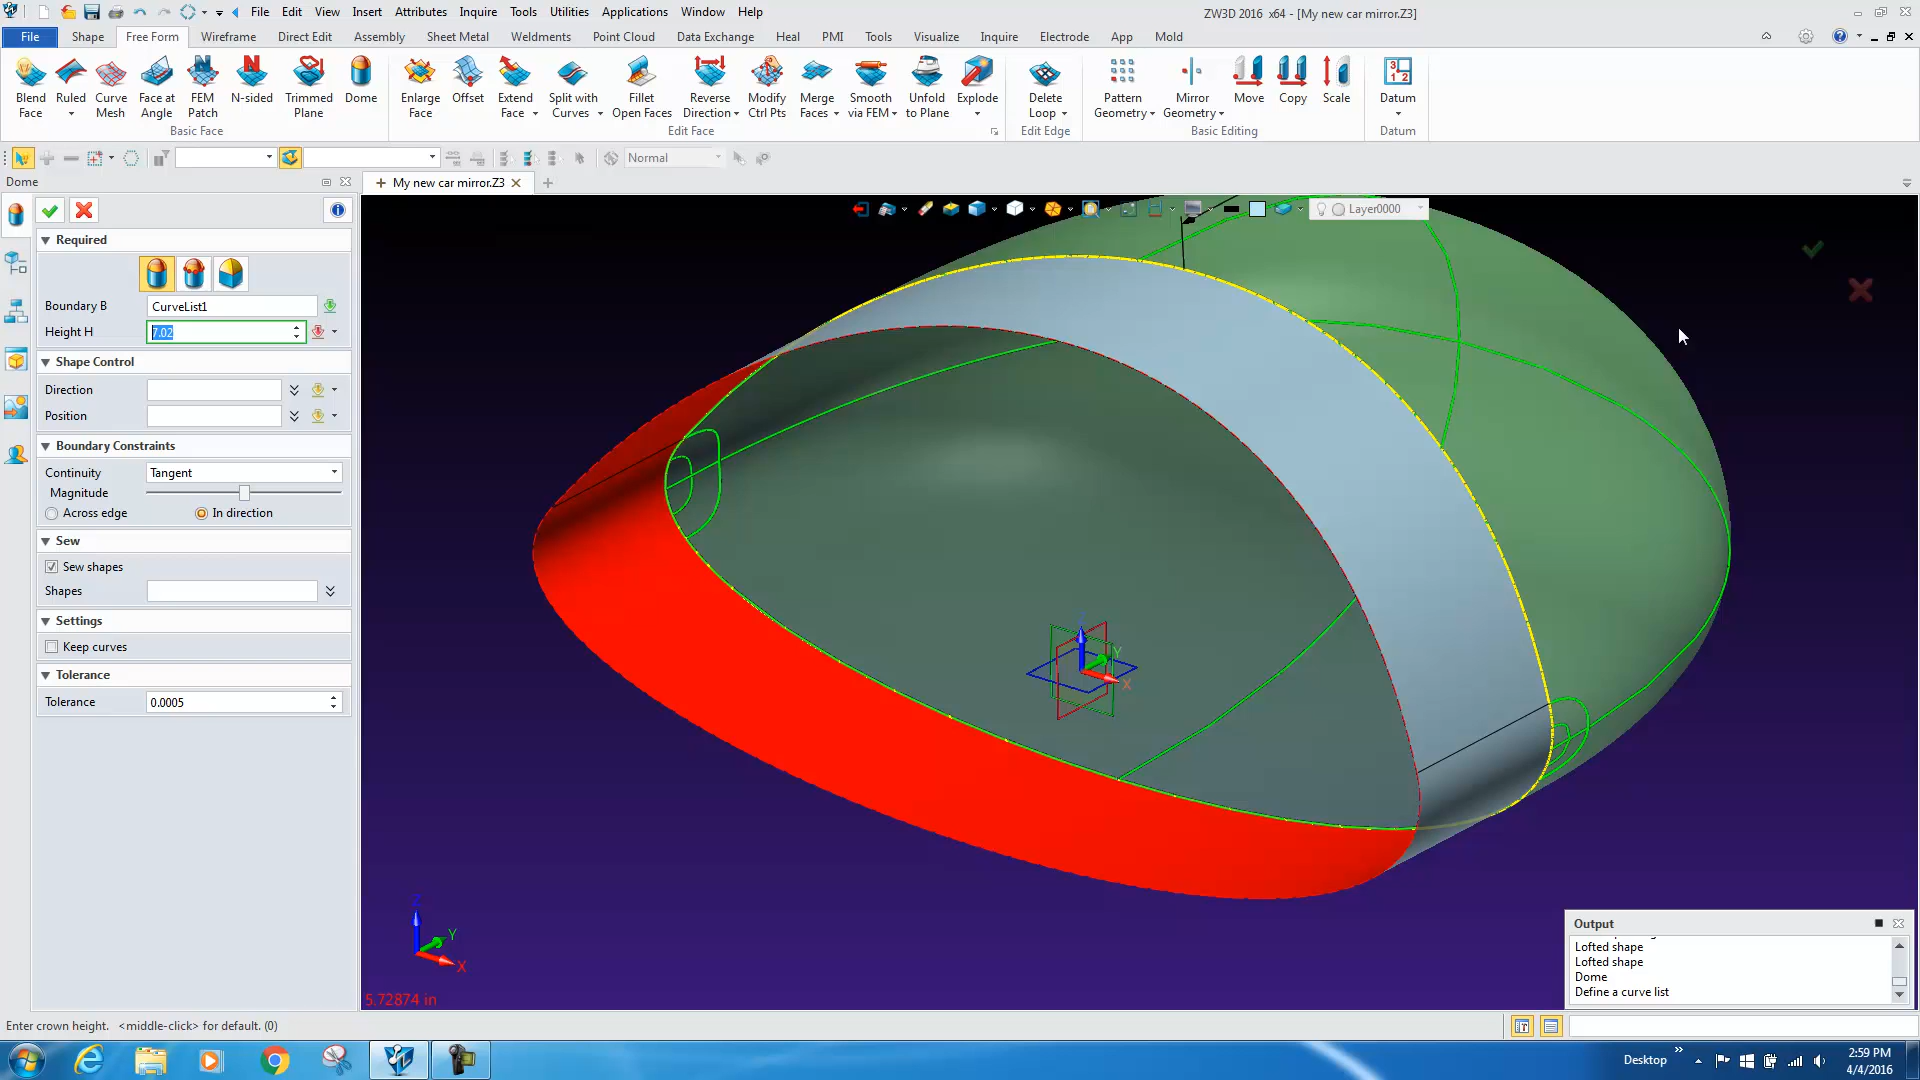 File Edit View Insert Attributes Inquire Tools Utilities Applications Window Help
ZW3D 2016 x64 - [My new car mirror.Z3]
File Shape Free Form Wireframe Direct Edit Assembly Sheet Metal Weldments Point Cloud Data Exchange Heal PMI Tools Visualize Inquire Electrode App Mold
Blend Face
Ruled
Curve Mesh
Face at Angle
FEM Patch
N-sided
Trimmed Plane
Dome
Enlarge Face
Offset
Extend Face
Split with Curves
Fillet Open Faces
Reverse Direction
Modify Ctrl Pts
Merge Faces
Smooth via FEM
Unfold to Plane
Explode
Delete Loop
Pattern Geometry
Mirror Geometry
Move
Copy
Scale
Datum
Basic Face
Edit Face
Edit Edge
Basic Editing
Datum
Normal
Dome
My new car mirror.Z3
Layer0000
Required
Boundary B CurveList1
Height H 7.02
Shape Control
Direction
Position
Boundary Constraints
Continuity Tangent
Magnitude
Across edge In direction
Sew
Sew shapes
Shapes
Settings
Keep curves
Tolerance
Tolerance 0.0005
Z
Y
X
Z
Y
X
5.72874 in
Output
Lofted shape
Lofted shape
Dome
Define a curve list
Enter crown height. <middle-click> for default. (0)
Desktop
2:59 PM
4/4/2016